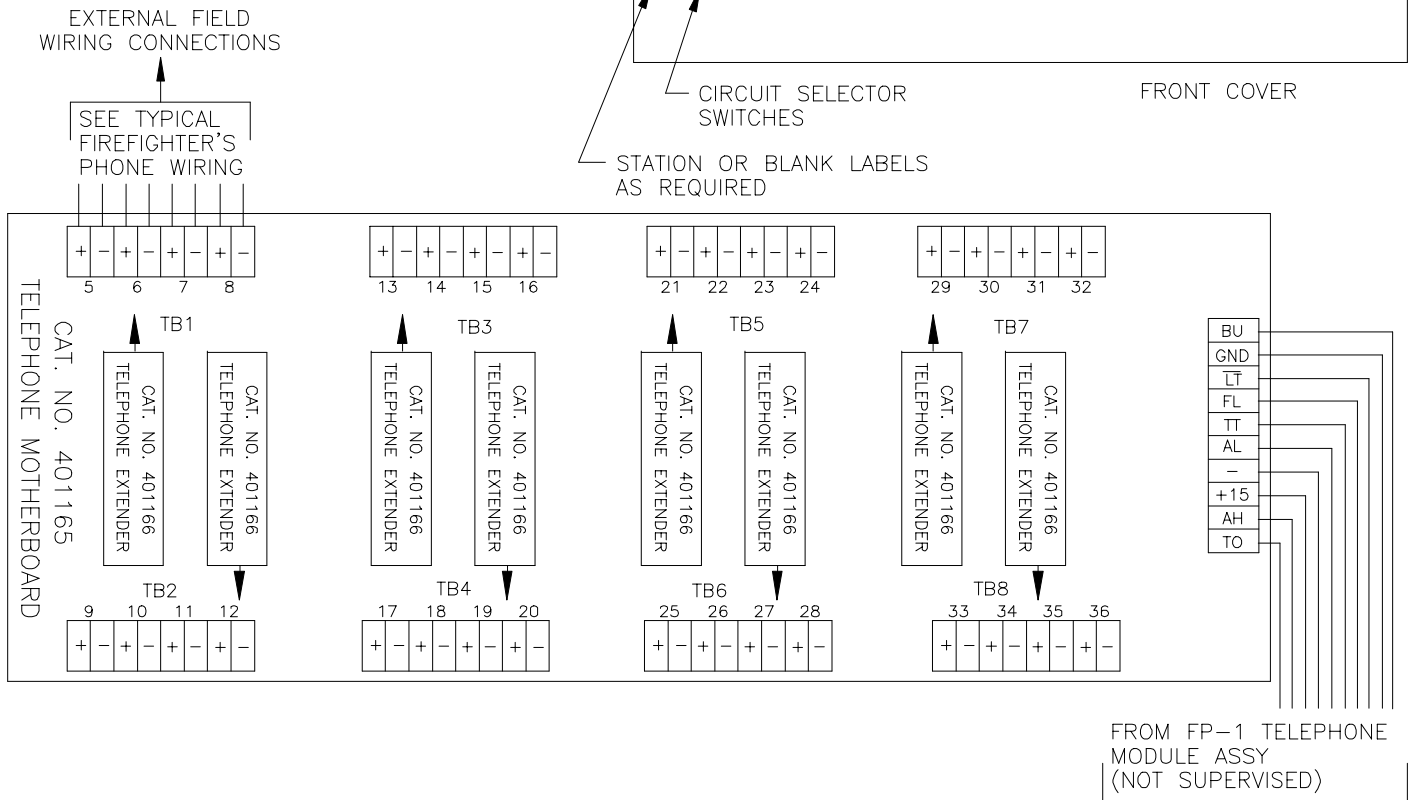 EXTERNAL FIELD
WIRING CONNECTIONS
SEE TYPICAL
FIREFIGHTER'S
PHONE WIRING
CIRCUIT SELECTOR
SWITCHES
FRONT COVER
STATION OR BLANK LABELS
AS REQUIRED
+ - + - + - + -
5 6 7 8
TB1
+ - + - + - + -
13 14 15 16
TB3
+ - + - + - + -
21 22 23 24
TB5
+ - + - + - + -
29 30 31 32
TB7
CAT. NO. 401165
TELEPHONE MOTHERBOARD
CAT. NO. 401166
TELEPHONE EXTENDER
CAT. NO. 401166
TELEPHONE EXTENDER
CAT. NO. 401166
TELEPHONE EXTENDER
CAT. NO. 401166
TELEPHONE EXTENDER
CAT. NO. 401166
TELEPHONE EXTENDER
CAT. NO. 401166
TELEPHONE EXTENDER
CAT. NO. 401166
TELEPHONE EXTENDER
CAT. NO. 401166
TELEPHONE EXTENDER
BU
GND
L̅T̅
FL
TT
AL
-
+15
AH
TO
TB2
9 10 11 12
+ - + - + - + -
TB4
17 18 19 20
+ - + - + - + -
TB6
25 26 27 28
+ - + - + - + -
TB8
33 34 35 36
+ - + - + - + -
FROM FP-1 TELEPHONE
MODULE ASSY
(NOT SUPERVISED)